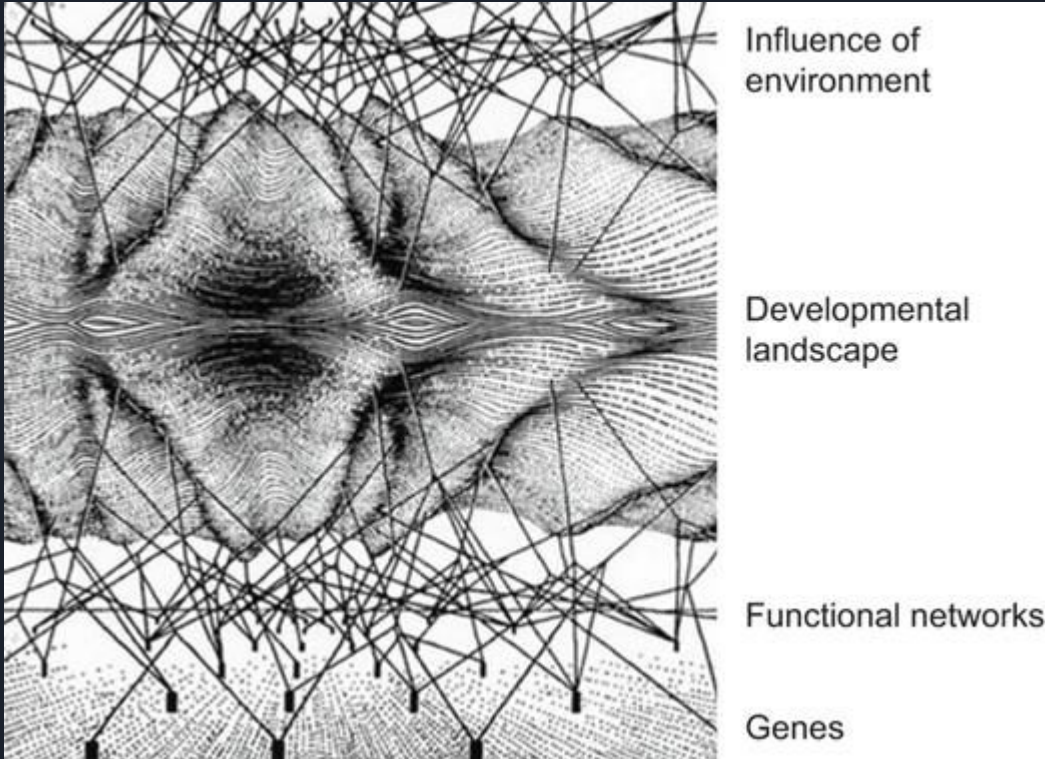 Influence of
environment
Developmental
landscape
Functional networks
Genes